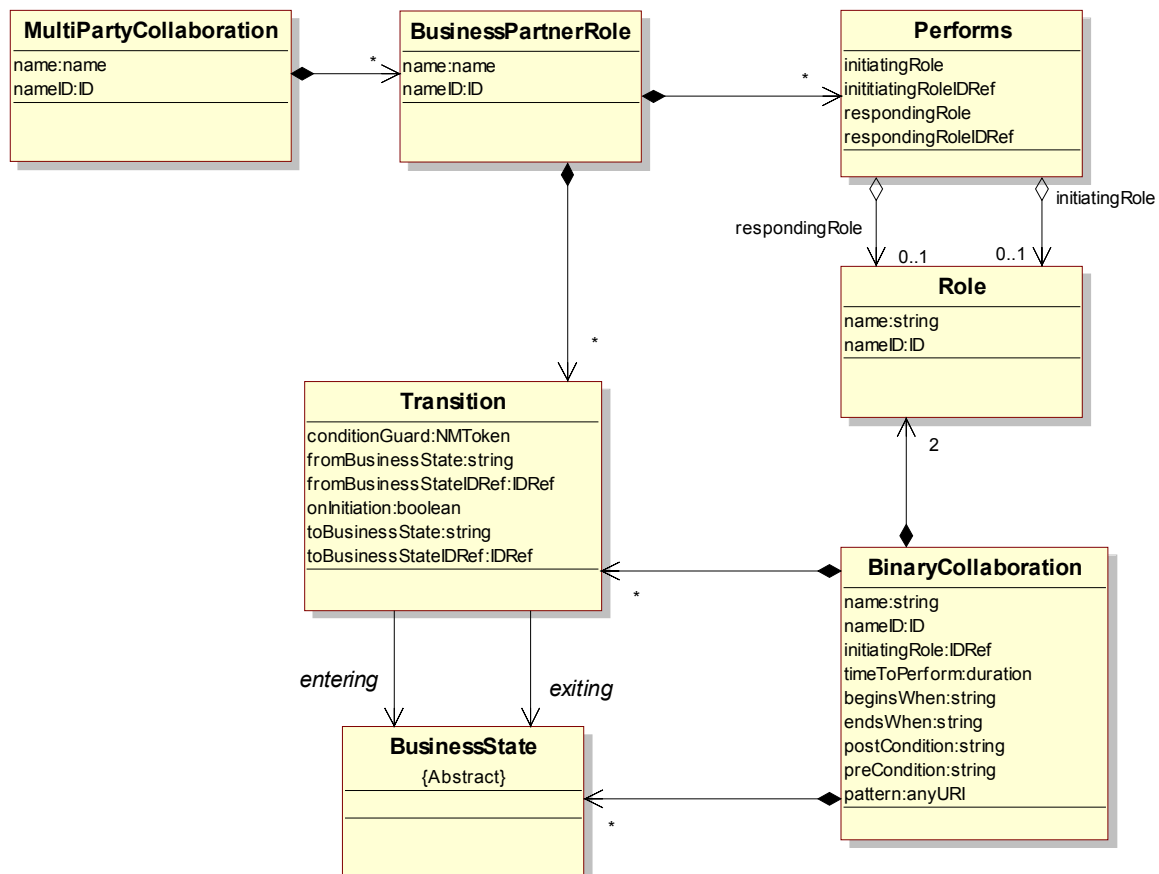 MultiPartyCollaboration
name:name
nameID:ID
*
BusinessPartnerRole
name:name
nameID:ID
*
Performs
initiatingRole
inititiatingRoleIDRef
respondingRole
respondingRoleIDRef
respondingRole
initiatingRole
0..1
0..1
Role
name:string
nameID:ID
*
2
Transition
conditionGuard:NMToken
fromBusinessState:string
fromBusinessStateIDRef:IDRef
onInitiation:boolean
toBusinessState:string
toBusinessStateIDRef:IDRef
*
BinaryCollaboration
name:string
nameID:ID
initiatingRole:IDRef
timeToPerform:duration
beginsWhen:string
endsWhen:string
postCondition:string
preCondition:string
pattern:anyURI
entering
exiting
BusinessState
{Abstract}
*